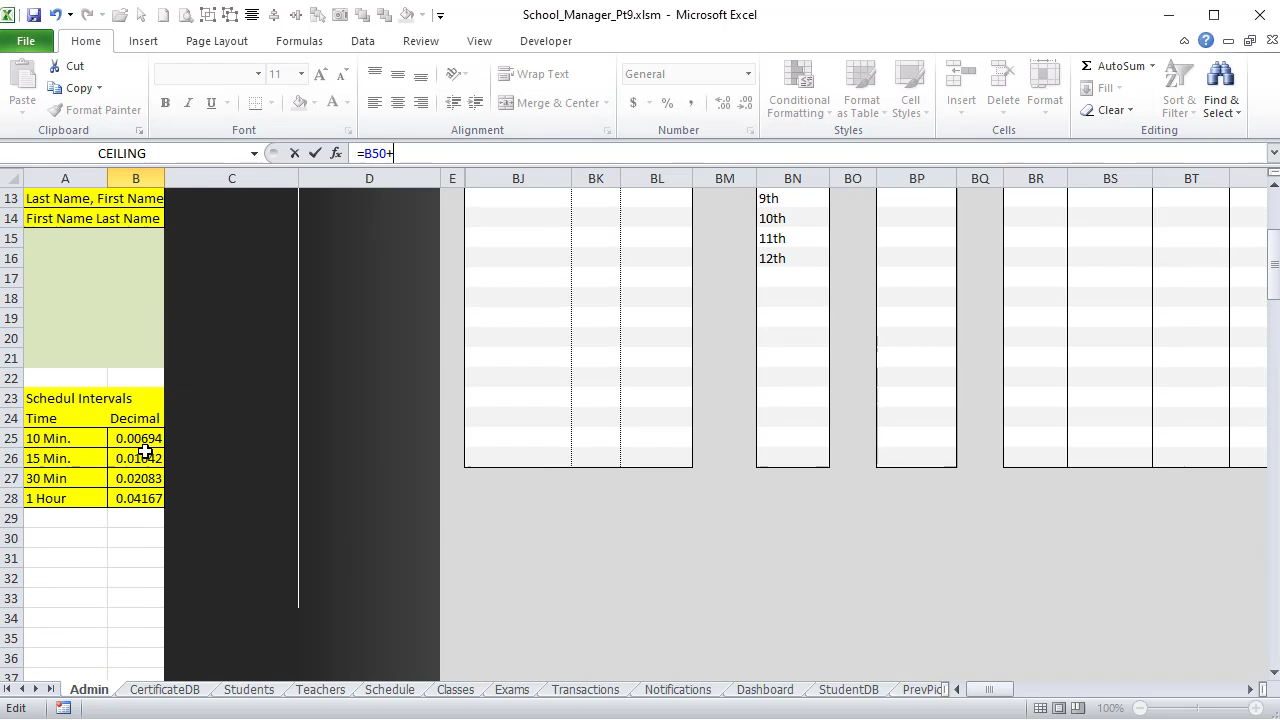 School_Manager_Pt9.xlsm - Microsoft Excel
File Home Insert Page Layout Formulas Data Review View Developer
Paste Cut Copy Format Painter Clipboard
11 Font
Wrap Text Merge & Center Alignment
General $ % , Number
Conditional Formatting Format as Table Cell Styles Styles
Insert Delete Format Cells
Σ AutoSum Fill Clear Sort & Filter Find & Select Editing
CEILING fx =B50+
A B C D E BJ BK BL BM BN BO BP BQ BR BS BT
13 Last Name, First Name 9th
14 First Name Last Name 10th
15 11th
16 12th
17
18
19
20
21
22
23 Schedul Intervals
24 Time Decimal
25 10 Min. 0.00694
26 15 Min. 0.01042
27 30 Min 0.02083
28 1 Hour 0.04167
29
30
31
32
33
34
35
36
37
Admin CertificateDB Students Teachers Schedule Classes Exams Transactions Notifications Dashboard StudentDB PrevPic
Edit 100%